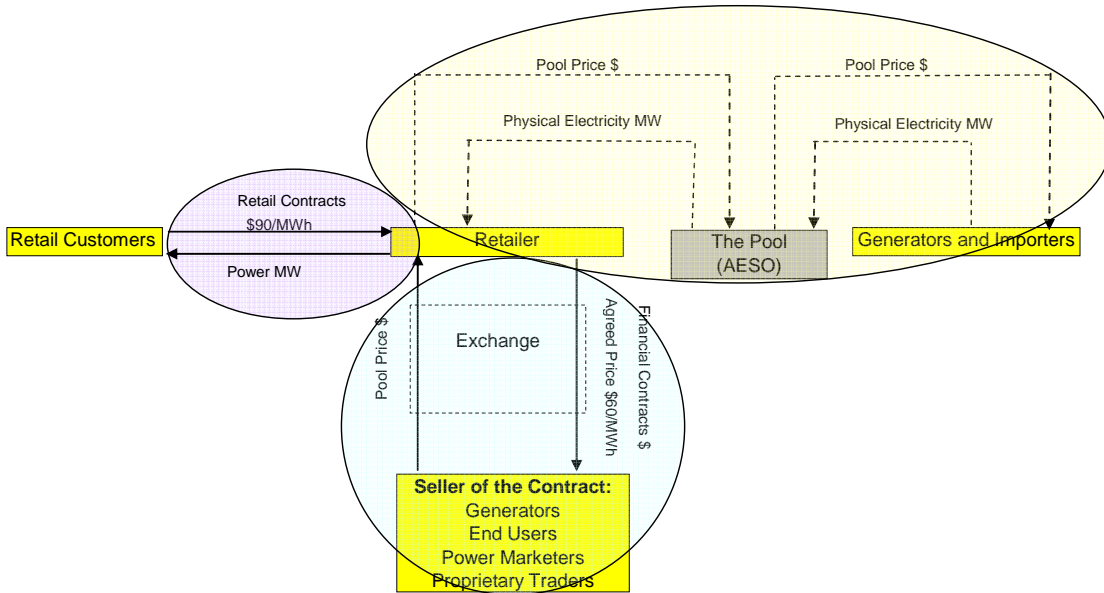 Pool Price $
Pool Price $
Physical Electricity MW
Physical Electricity MW
Retail Contracts
$90/MWh
Retail Customers
Retailer
The Pool
(AESO)
Generators and Importers
Power MW
Pool Price $
Exchange
Financial Contracts $
Agreed Price $60/MWh
Seller of the Contract:
Generators
End Users
Power Marketers
Proprietary Traders